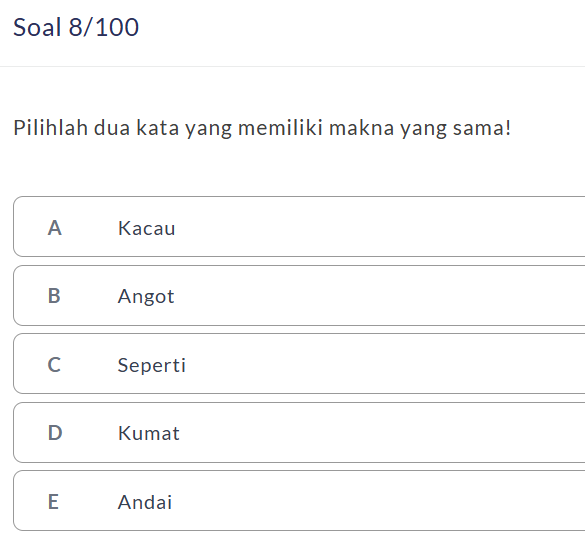 Soal 8/100
Pilihlah dua kata yang memiliki makna yang sama!
A Kacau
B Angot
C Seperti
D Kumat
E Andai